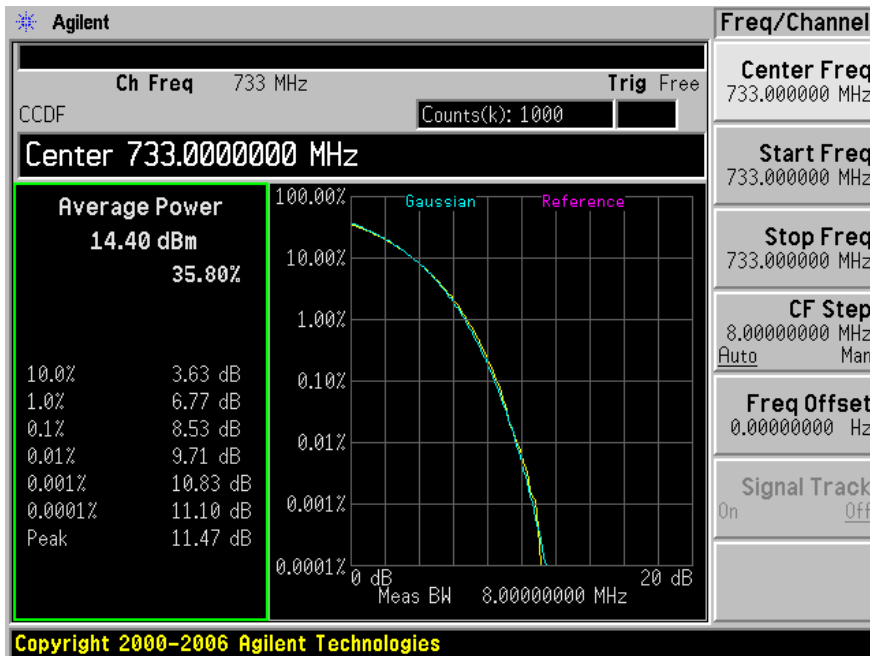 Agilent
Freq/Channel
Ch Freq 733 MHz Trig Free
CCDF Counts(k): 1000
Center 733.0000000 MHz
Average Power
14.40 dBm
35.80%
10.0% 3.63 dB
1.0% 6.77 dB
0.1% 8.53 dB
0.01% 9.71 dB
0.001% 10.83 dB
0.0001% 11.10 dB
Peak 11.47 dB
Gaussian Reference
100.00%
10.00%
1.00%
0.10%
0.01%
0.001%
0.0001%
0 dB 20 dB
Meas BW 8.00000000 MHz
Center Freq
733.000000 MHz
Start Freq
733.000000 MHz
Stop Freq
733.000000 MHz
CF Step
8.00000000 MHz
Auto Man
Freq Offset
0.00000000 Hz
Signal Track
On Off
Copyright 2000-2006 Agilent Technologies